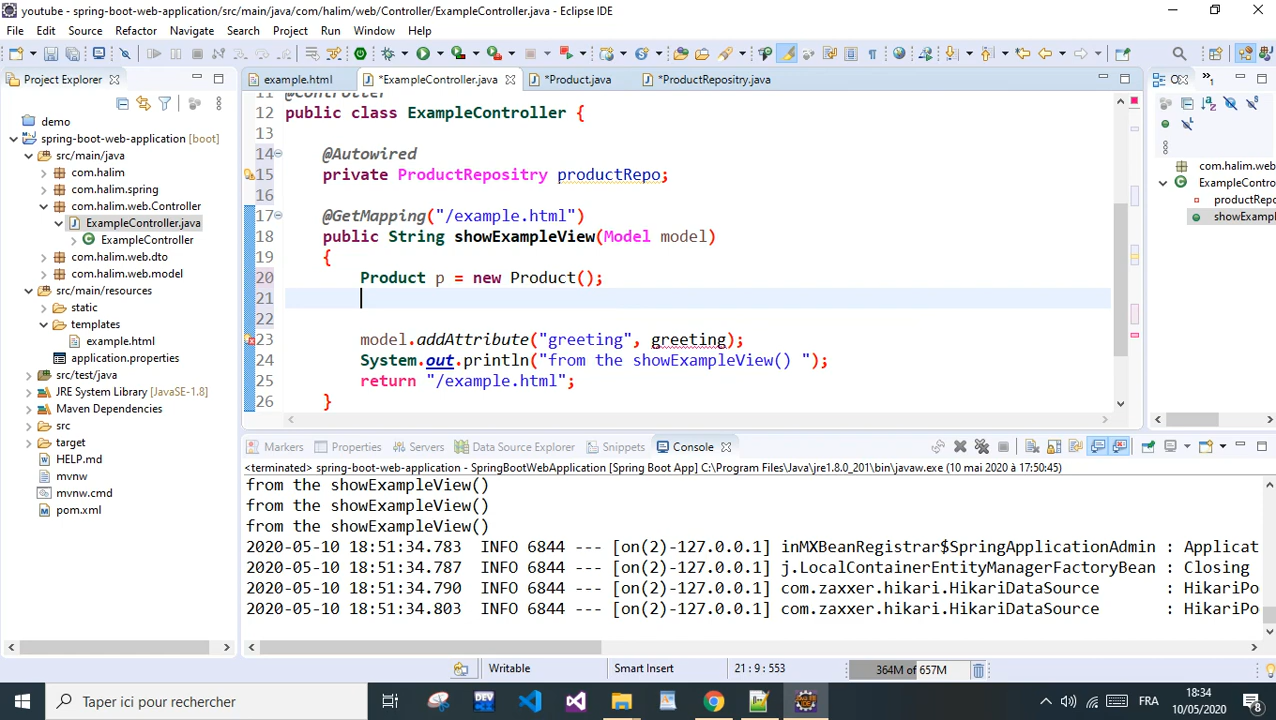 youtube - spring-boot-web-application/src/main/java/com/halim/web/Controller/ExampleController.java - Eclipse IDE
File Edit Source Refactor Navigate Search Project Run Window Help
Project Explorer
example.html
*ExampleController.java
*Product.java
*ProductRepositry.java
demo
spring-boot-web-application [boot]
src/main/java
com.halim
com.halim.spring
com.halim.web.Controller
ExampleController.java
ExampleController
com.halim.web.dto
com.halim.web.model
src/main/resources
static
templates
example.html
application.properties
src/test/java
JRE System Library [JavaSE-1.8]
Maven Dependencies
src
target
HELP.md
mvnw
mvnw.cmd
pom.xml
11 @Controller
12 public class ExampleController {
13
14 @Autowired
15 private ProductRepositry productRepo;
16
17 @GetMapping("/example.html")
18 public String showExampleView(Model model)
19 {
20 Product p = new Product();
21
22
23 model.addAttribute("greeting", greeting);
24 System.out.println("from the showExampleView() ");
25 return "/example.html";
26 }
com.halim.web.
ExampleContro
productRepo
showExampl
Markers Properties Servers Data Source Explorer Snippets Console
<terminated> spring-boot-web-application - SpringBootWebApplication [Spring Boot App] C:\Program Files\Java\jre1.8.0_201\bin\javaw.exe (10 mai 2020 à 17:50:45)
from the showExampleView()
from the showExampleView()
from the showExampleView()
2020-05-10 18:51:34.783 INFO 6844 --- [on(2)-127.0.0.1] inMXBeanRegistrar$SpringApplicationAdmin : Applicat
2020-05-10 18:51:34.787 INFO 6844 --- [on(2)-127.0.0.1] j.LocalContainerEntityManagerFactoryBean : Closing
2020-05-10 18:51:34.790 INFO 6844 --- [on(2)-127.0.0.1] com.zaxxer.hikari.HikariDataSource : HikariPo
2020-05-10 18:51:34.803 INFO 6844 --- [on(2)-127.0.0.1] com.zaxxer.hikari.HikariDataSource : HikariPo
Writable Smart Insert 21 : 9 : 553 364M of 657M
Taper ici pour rechercher
FRA
18:34
10/05/2020
8